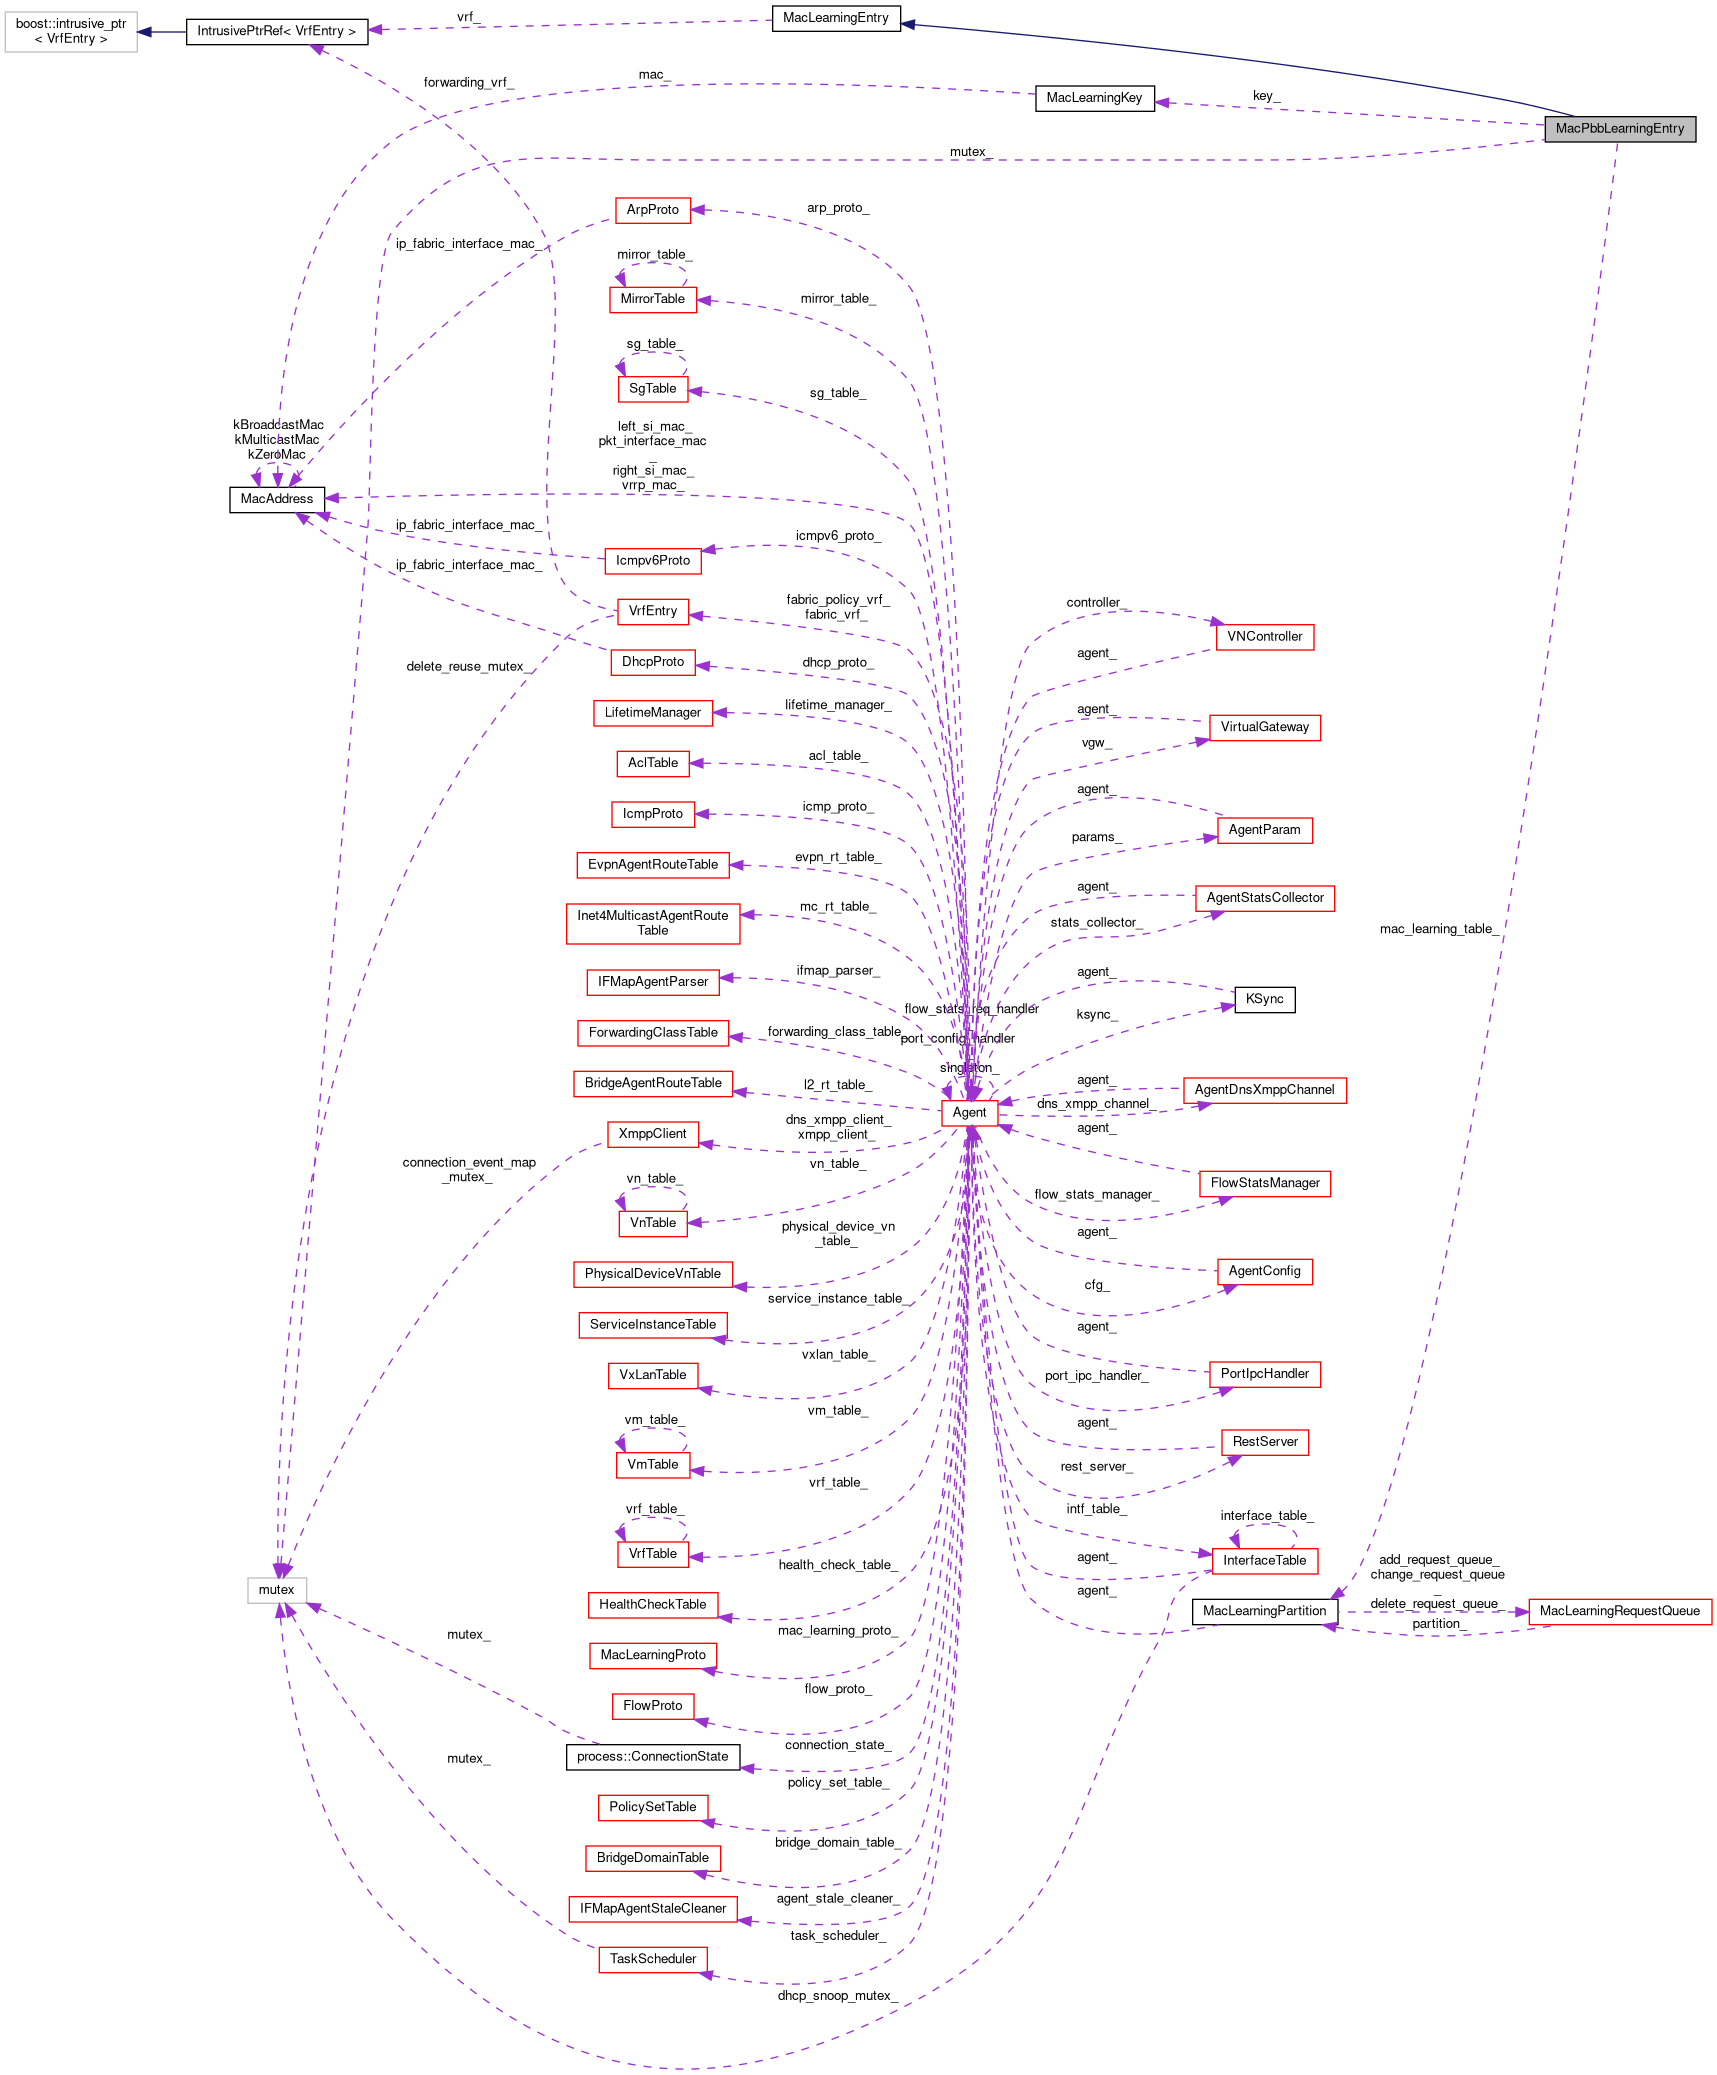 boost::intrusive_ptr
< VrfEntry >
IntrusivePtrRef< VrfEntry >
vrf_
MacLearningEntry
forwarding_vrf_
mac_
MacLearningKey
key_
MacPbbLearningEntry
mutex_
ArpProto
arp_proto_
ip_fabric_interface_mac_
mirror_table_
MirrorTable
mirror_table_
sg_table_
SgTable
sg_table_
kBroadcastMac
kMulticastMac
kZeroMac
MacAddress
left_si_mac_
pkt_interface_mac
_
right_si_mac_
vrrp_mac_
ip_fabric_interface_mac_
Icmpv6Proto
icmpv6_proto_
ip_fabric_interface_mac_
VrfEntry
fabric_policy_vrf_
fabric_vrf_
controller_
VNController
DhcpProto
dhcp_proto_
agent_
delete_reuse_mutex_
LifetimeManager
lifetime_manager_
agent_
VirtualGateway
vgw_
AclTable
acl_table_
agent_
IcmpProto
icmp_proto_
AgentParam
params_
EvpnAgentRouteTable
evpn_rt_table_
agent_
AgentStatsCollector
stats_collector_
Inet4MulticastAgentRoute
Table
mc_rt_table_
mac_learning_table_
IFMapAgentParser
ifmap_parser_
agent_
KSync
ksync_
flow_stats_req_handler
_
port_config_handler
_
singleton_
ForwardingClassTable
forwarding_class_table_
BridgeAgentRouteTable
l2_rt_table_
Agent
agent_
AgentDnsXmppChannel
dns_xmpp_channel_
XmppClient
dns_xmpp_client_
xmpp_client_
agent_
connection_event_map
_mutex_
vn_table_
VnTable
vn_table_
FlowStatsManager
flow_stats_manager_
physical_device_vn
_table_
PhysicalDeviceVnTable
agent_
AgentConfig
cfg_
service_instance_table_
ServiceInstanceTable
agent_
vxlan_table_
VxLanTable
PortIpcHandler
port_ipc_handler_
vm_table_
VmTable
vm_table_
agent_
RestServer
rest_server_
vrf_table_
VrfTable
vrf_table_
intf_table_
interface_table_
InterfaceTable
agent_
mutex
health_check_table_
HealthCheckTable
agent_
MacLearningPartition
add_request_queue_
change_request_queue
_
delete_request_queue_
partition_
MacLearningRequestQueue
mac_learning_proto_
MacLearningProto
mutex_
flow_proto_
FlowProto
process::ConnectionState
connection_state_
mutex_
policy_set_table_
PolicySetTable
bridge_domain_table_
BridgeDomainTable
agent_stale_cleaner_
IFMapAgentStaleCleaner
task_scheduler_
TaskScheduler
dhcp_snoop_mutex_